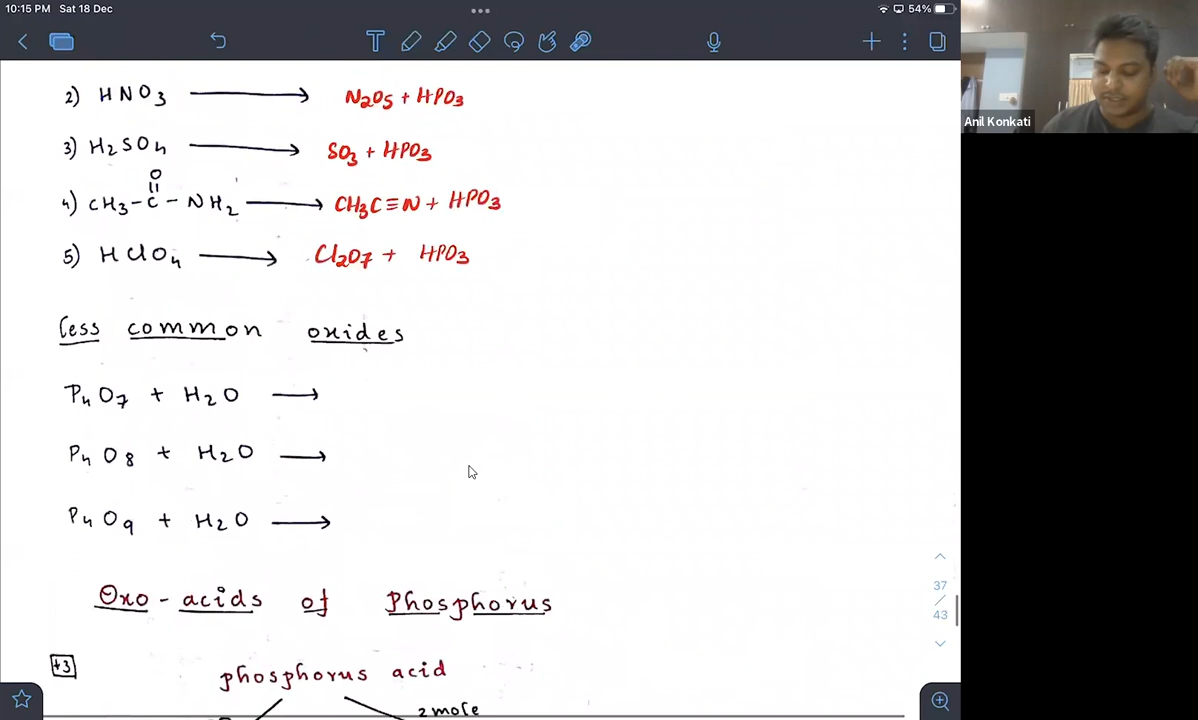 10:15 PM Sat 18 Dec
54%
Anil Konkati
2) HNO3 → N2O5 + HPO3
3) H2SO4 → SO3 + HPO3
O
4) CH3-C-NH2 → CH3C≡N + HPO3
5) HClO4 → Cl2O7 + HPO3
Less common oxides
P4O7 + H2O →
P4O8 + H2O →
P4O9 + H2O →
Oxo-acids of Phosphorus
37
/
43
+3
phosphorus acid
2 mole